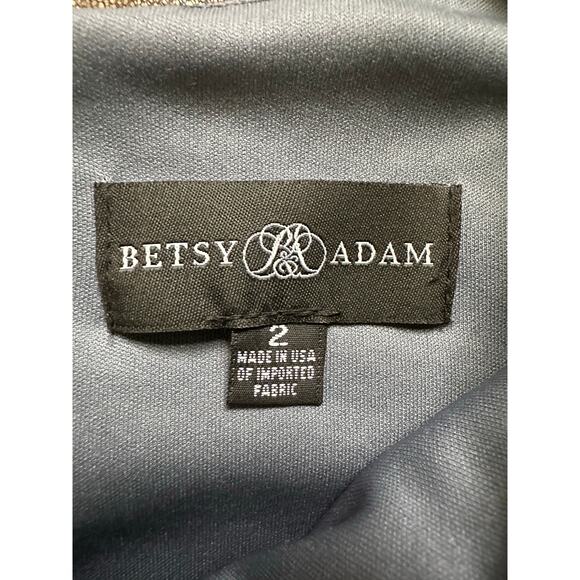 BETSY B&A ADAM
2
MADE IN USA
OF IMPORTED
FABRIC